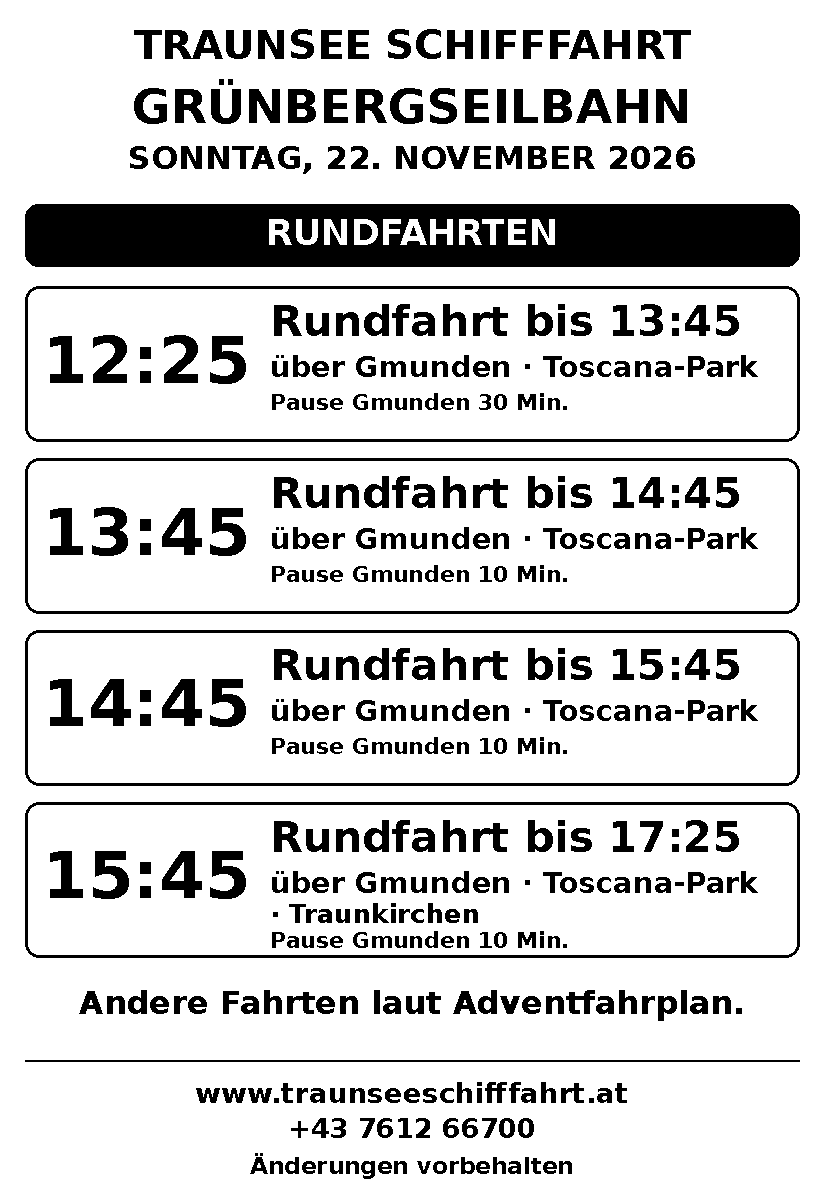 TRAUNSEE SCHIFFFAHRT
GRÜNBERGSEILBAHN
SONNTAG, 22. NOVEMBER 2026
RUNDFAHRTEN
12:25
Rundfahrt bis 13:45
über Gmunden · Toscana-Park
Pause Gmunden 30 Min.
13:45
Rundfahrt bis 14:45
über Gmunden · Toscana-Park
Pause Gmunden 10 Min.
14:45
Rundfahrt bis 15:45
über Gmunden · Toscana-Park
Pause Gmunden 10 Min.
15:45
Rundfahrt bis 17:25
über Gmunden · Toscana-Park
· Traunkirchen
Pause Gmunden 10 Min.
Andere Fahrten laut Adventfahrplan.
www.traunseeschifffahrt.at
+43 7612 66700
Änderungen vorbehalten